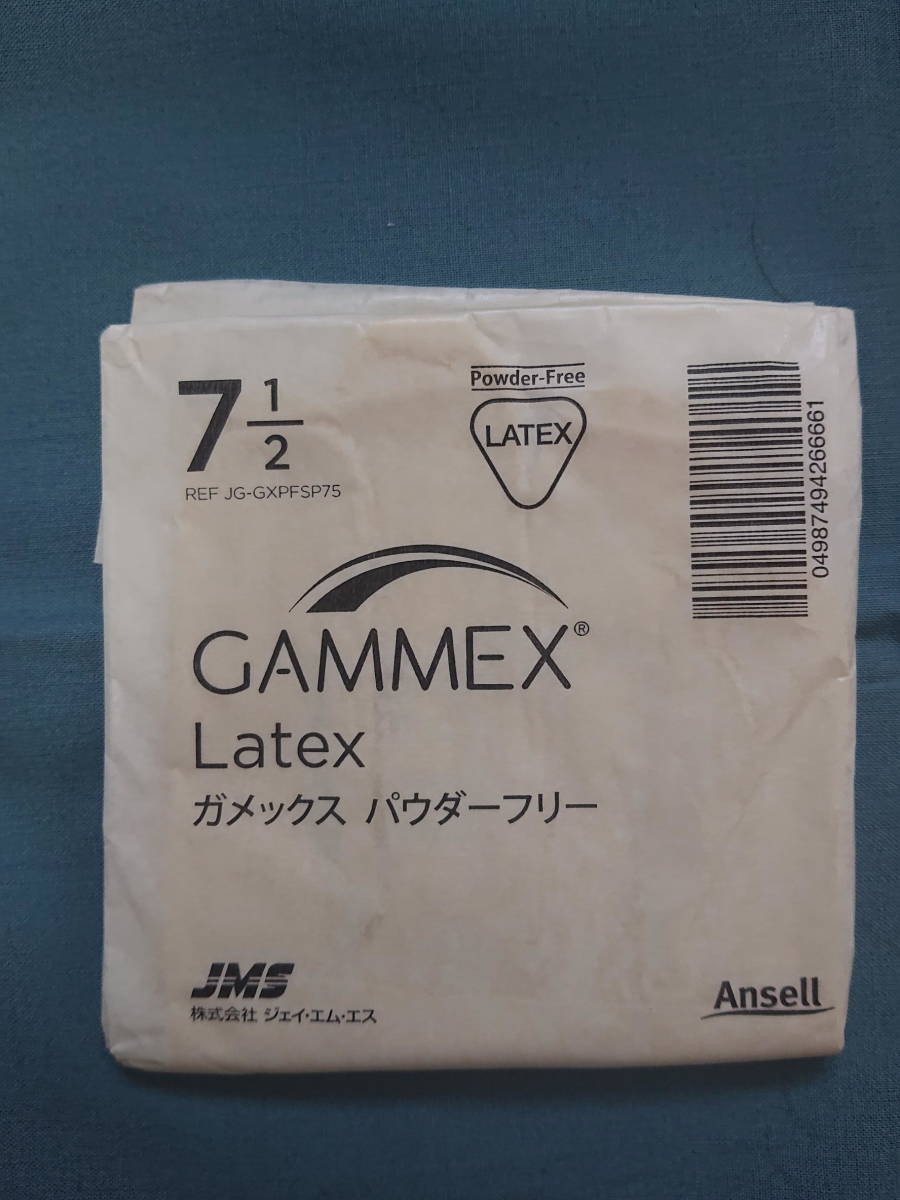 7 1/2
REF JG-GXPFSP75
Powder-Free
LATEX
04987494266661
GAMMEX®
Latex
ガメックス パウダーフリー
JMS
株式会社 ジェイ・エム・エス
Ansell